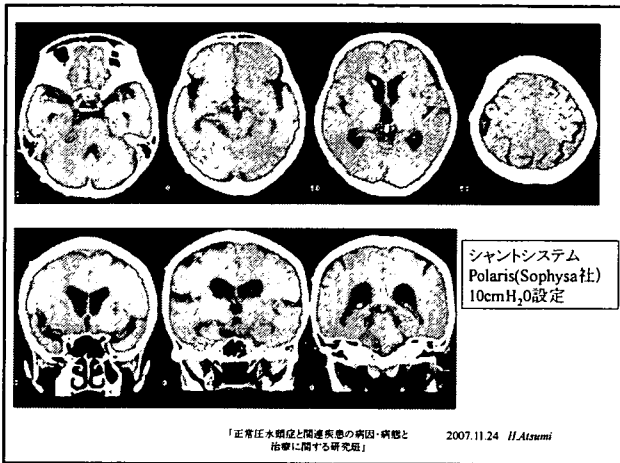 シャントシステム
Polaris(Sophysa社)
10cmH₂O設定
「正常圧水頭症と関連疾患の病因・病態と
治療に関する研究班」
2007.11.24 H.Atsumi